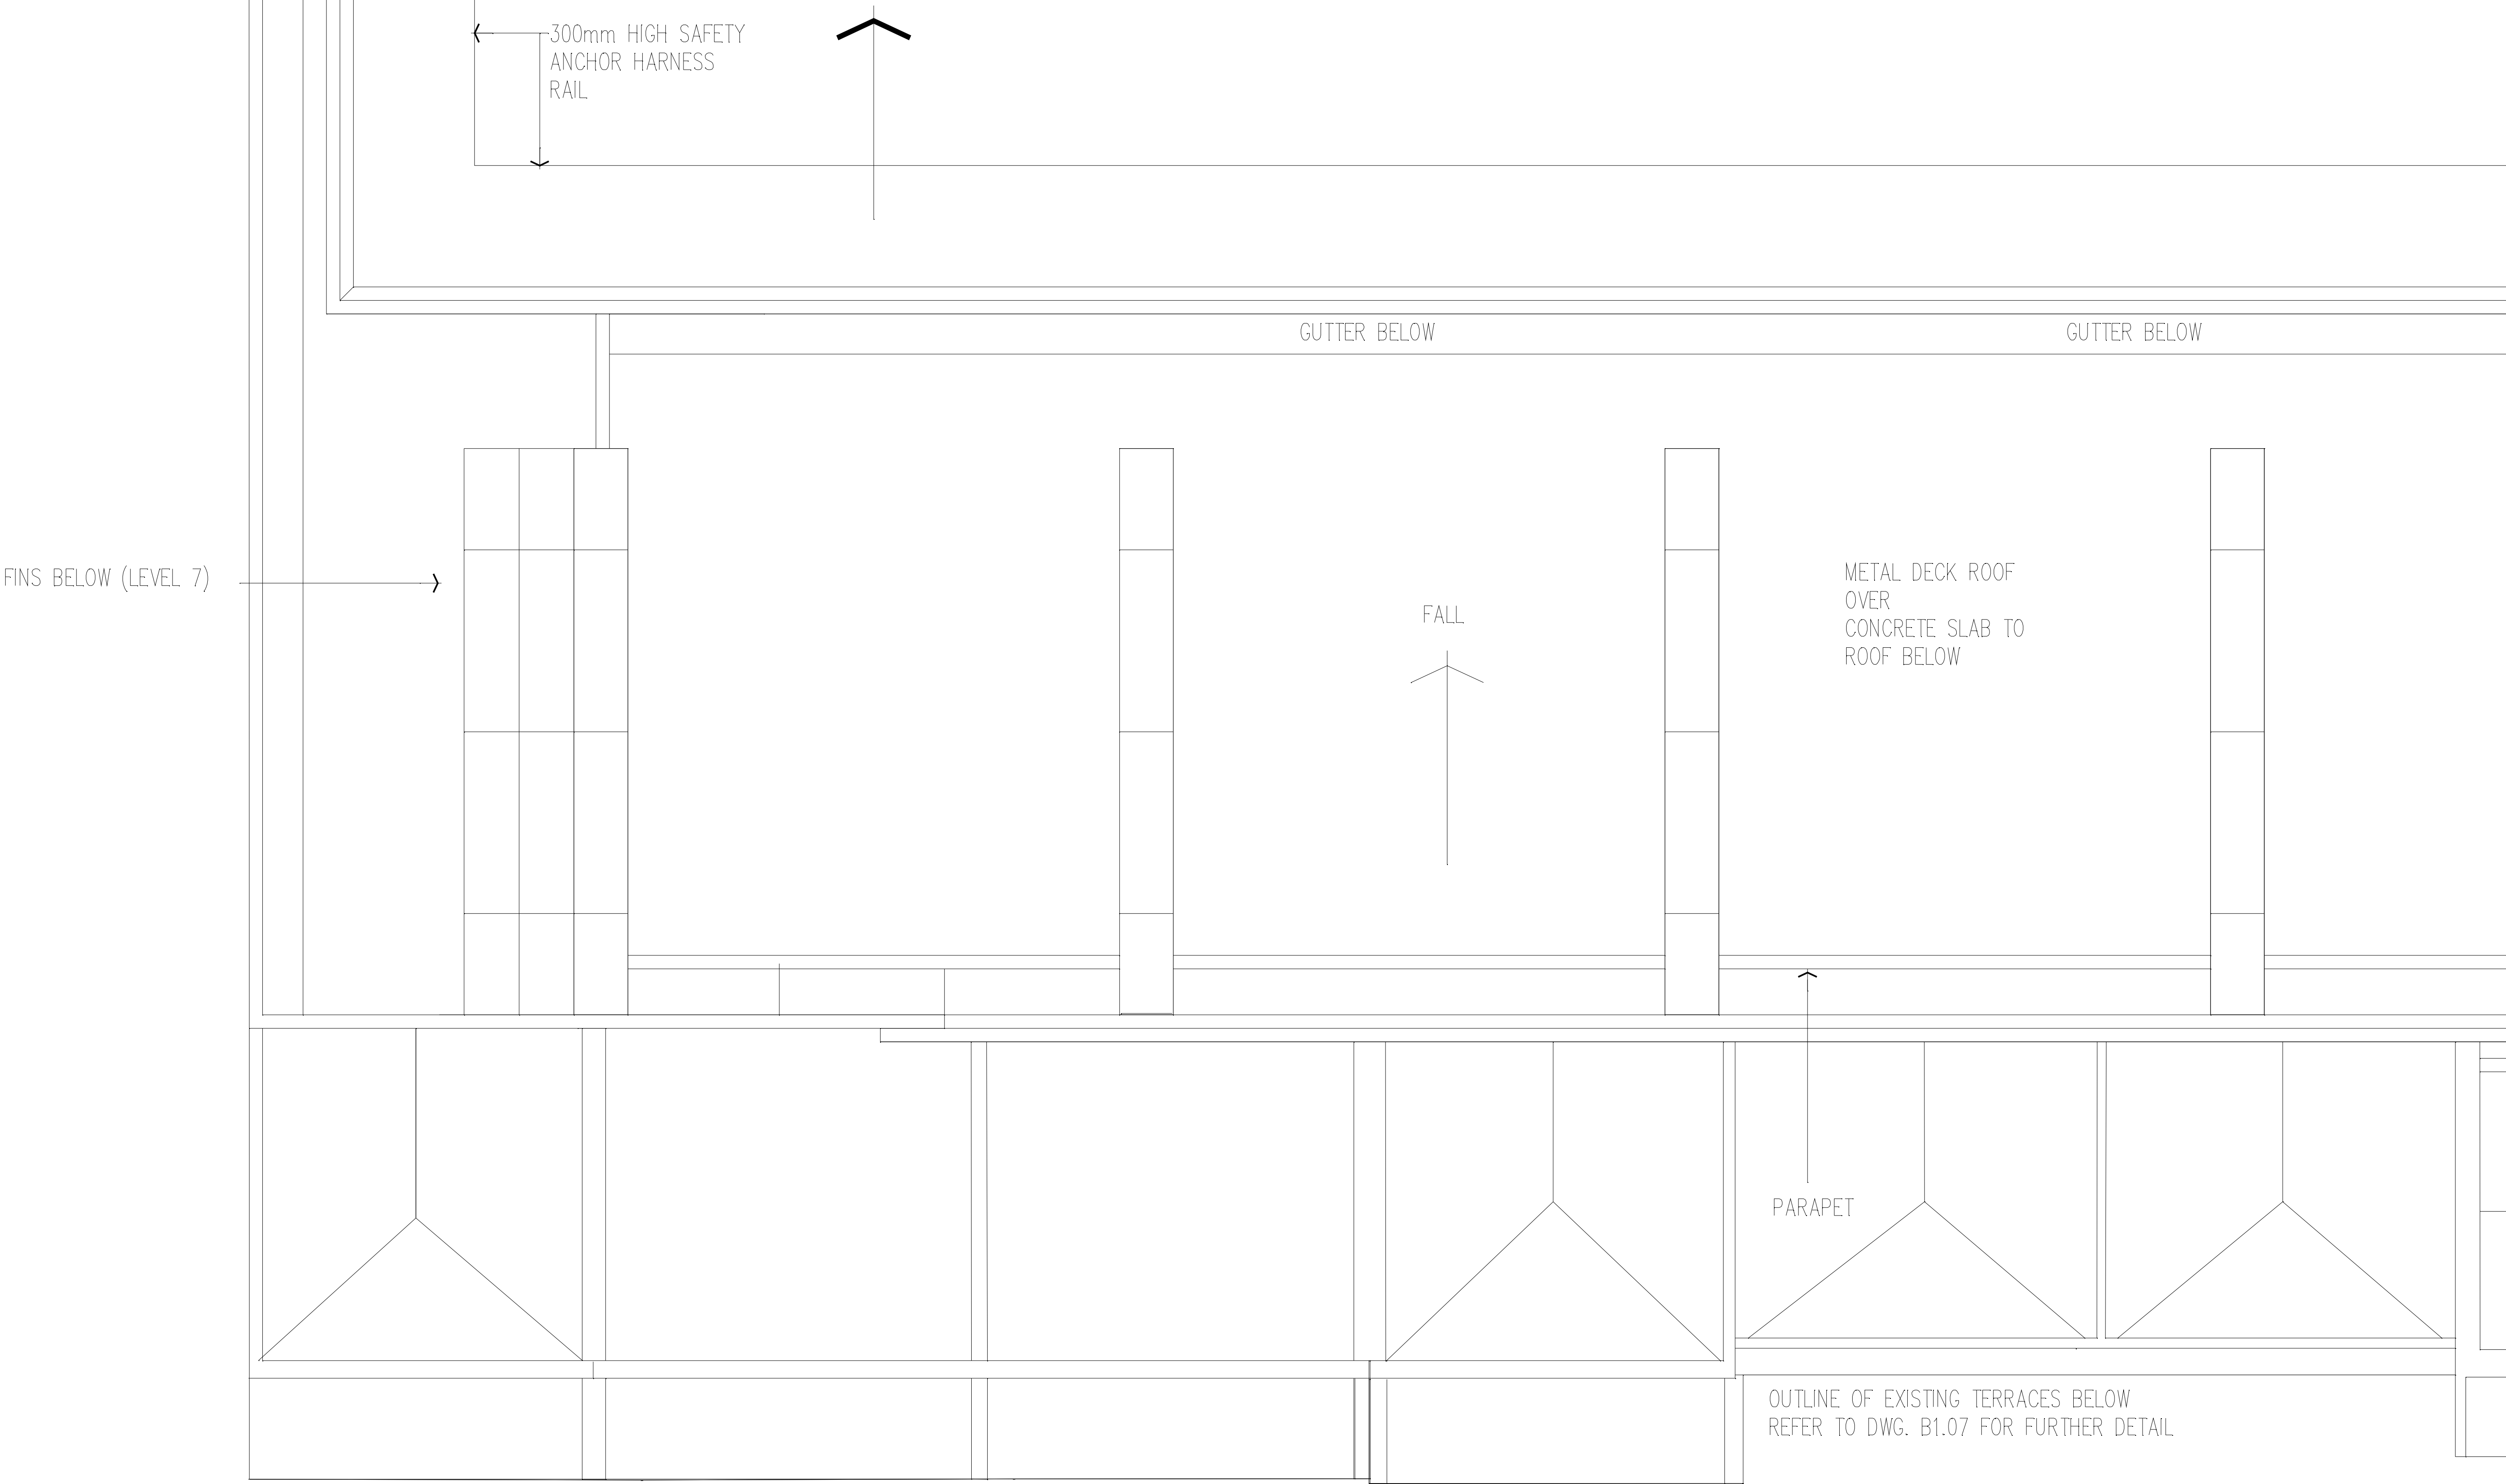 300mm HIGH SAFETY
ANCHOR HARNESS
RAIL
GUTTER BELOW
GUTTER BELOW
FINS BELOW (LEVEL 7)
FALL
METAL DECK ROOF
OVER
CONCRETE SLAB TO
ROOF BELOW
PARAPET
OUTLINE OF EXISTING TERRACES BELOW
REFER TO DWG. B1.07 FOR FURTHER DETAIL